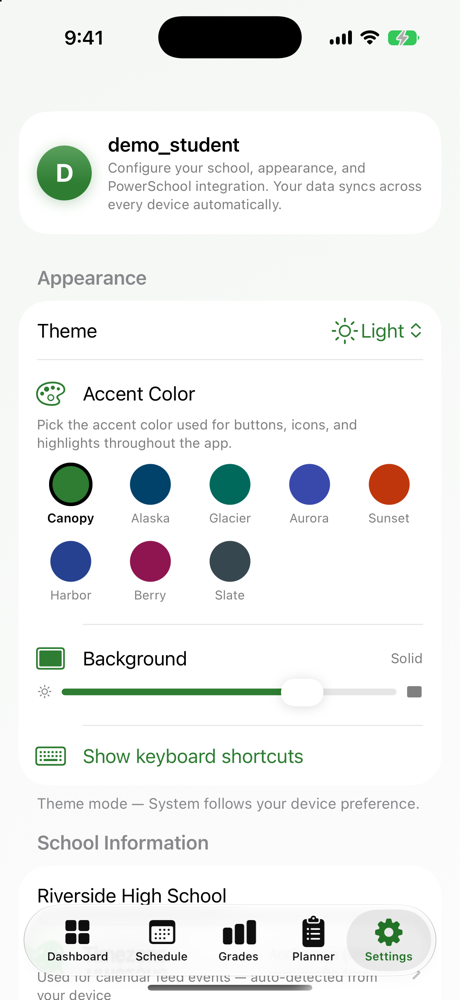 9:41
D
demo_student
Configure your school, appearance, and
PowerSchool integration. Your data syncs across
every device automatically.
Appearance
Theme
Light
Accent Color
Pick the accent color used for buttons, icons, and
highlights throughout the app.
Canopy Alaska Glacier Aurora Sunset
Harbor Berry Slate
Background Solid
Show keyboard shortcuts
Theme mode — System follows your device preference.
School Information
Riverside High School
Dashboard Schedule Grades Planner Settings
Used for calendar feed events — auto-detected from
your device